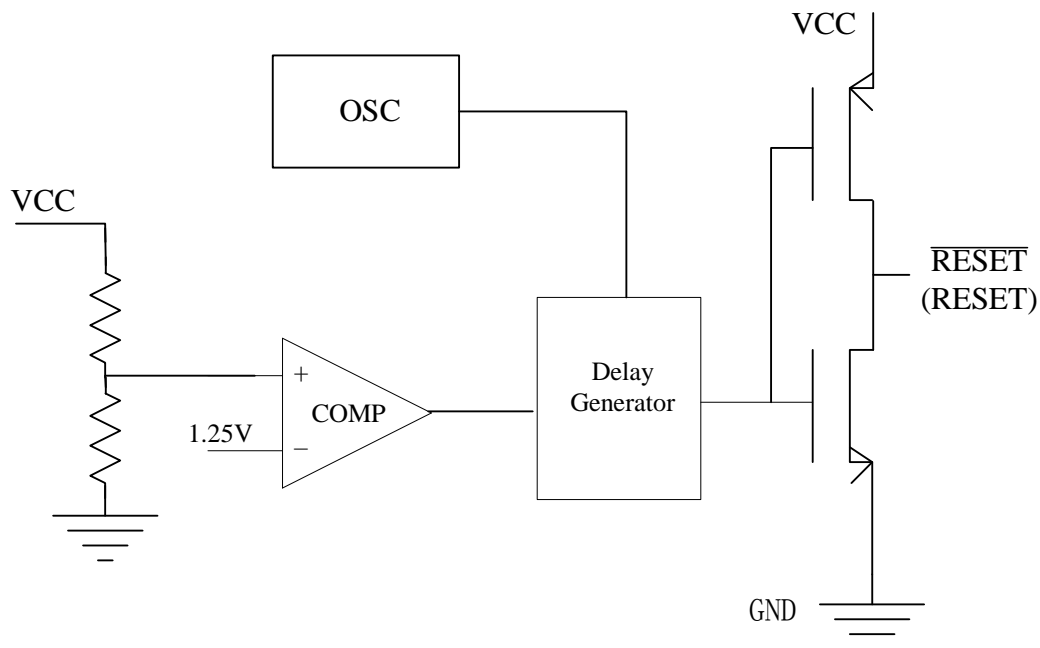 VCC
OSC
VCC
RESET
(RESET)
Delay
Generator
+
COMP
1.25V
−
GND